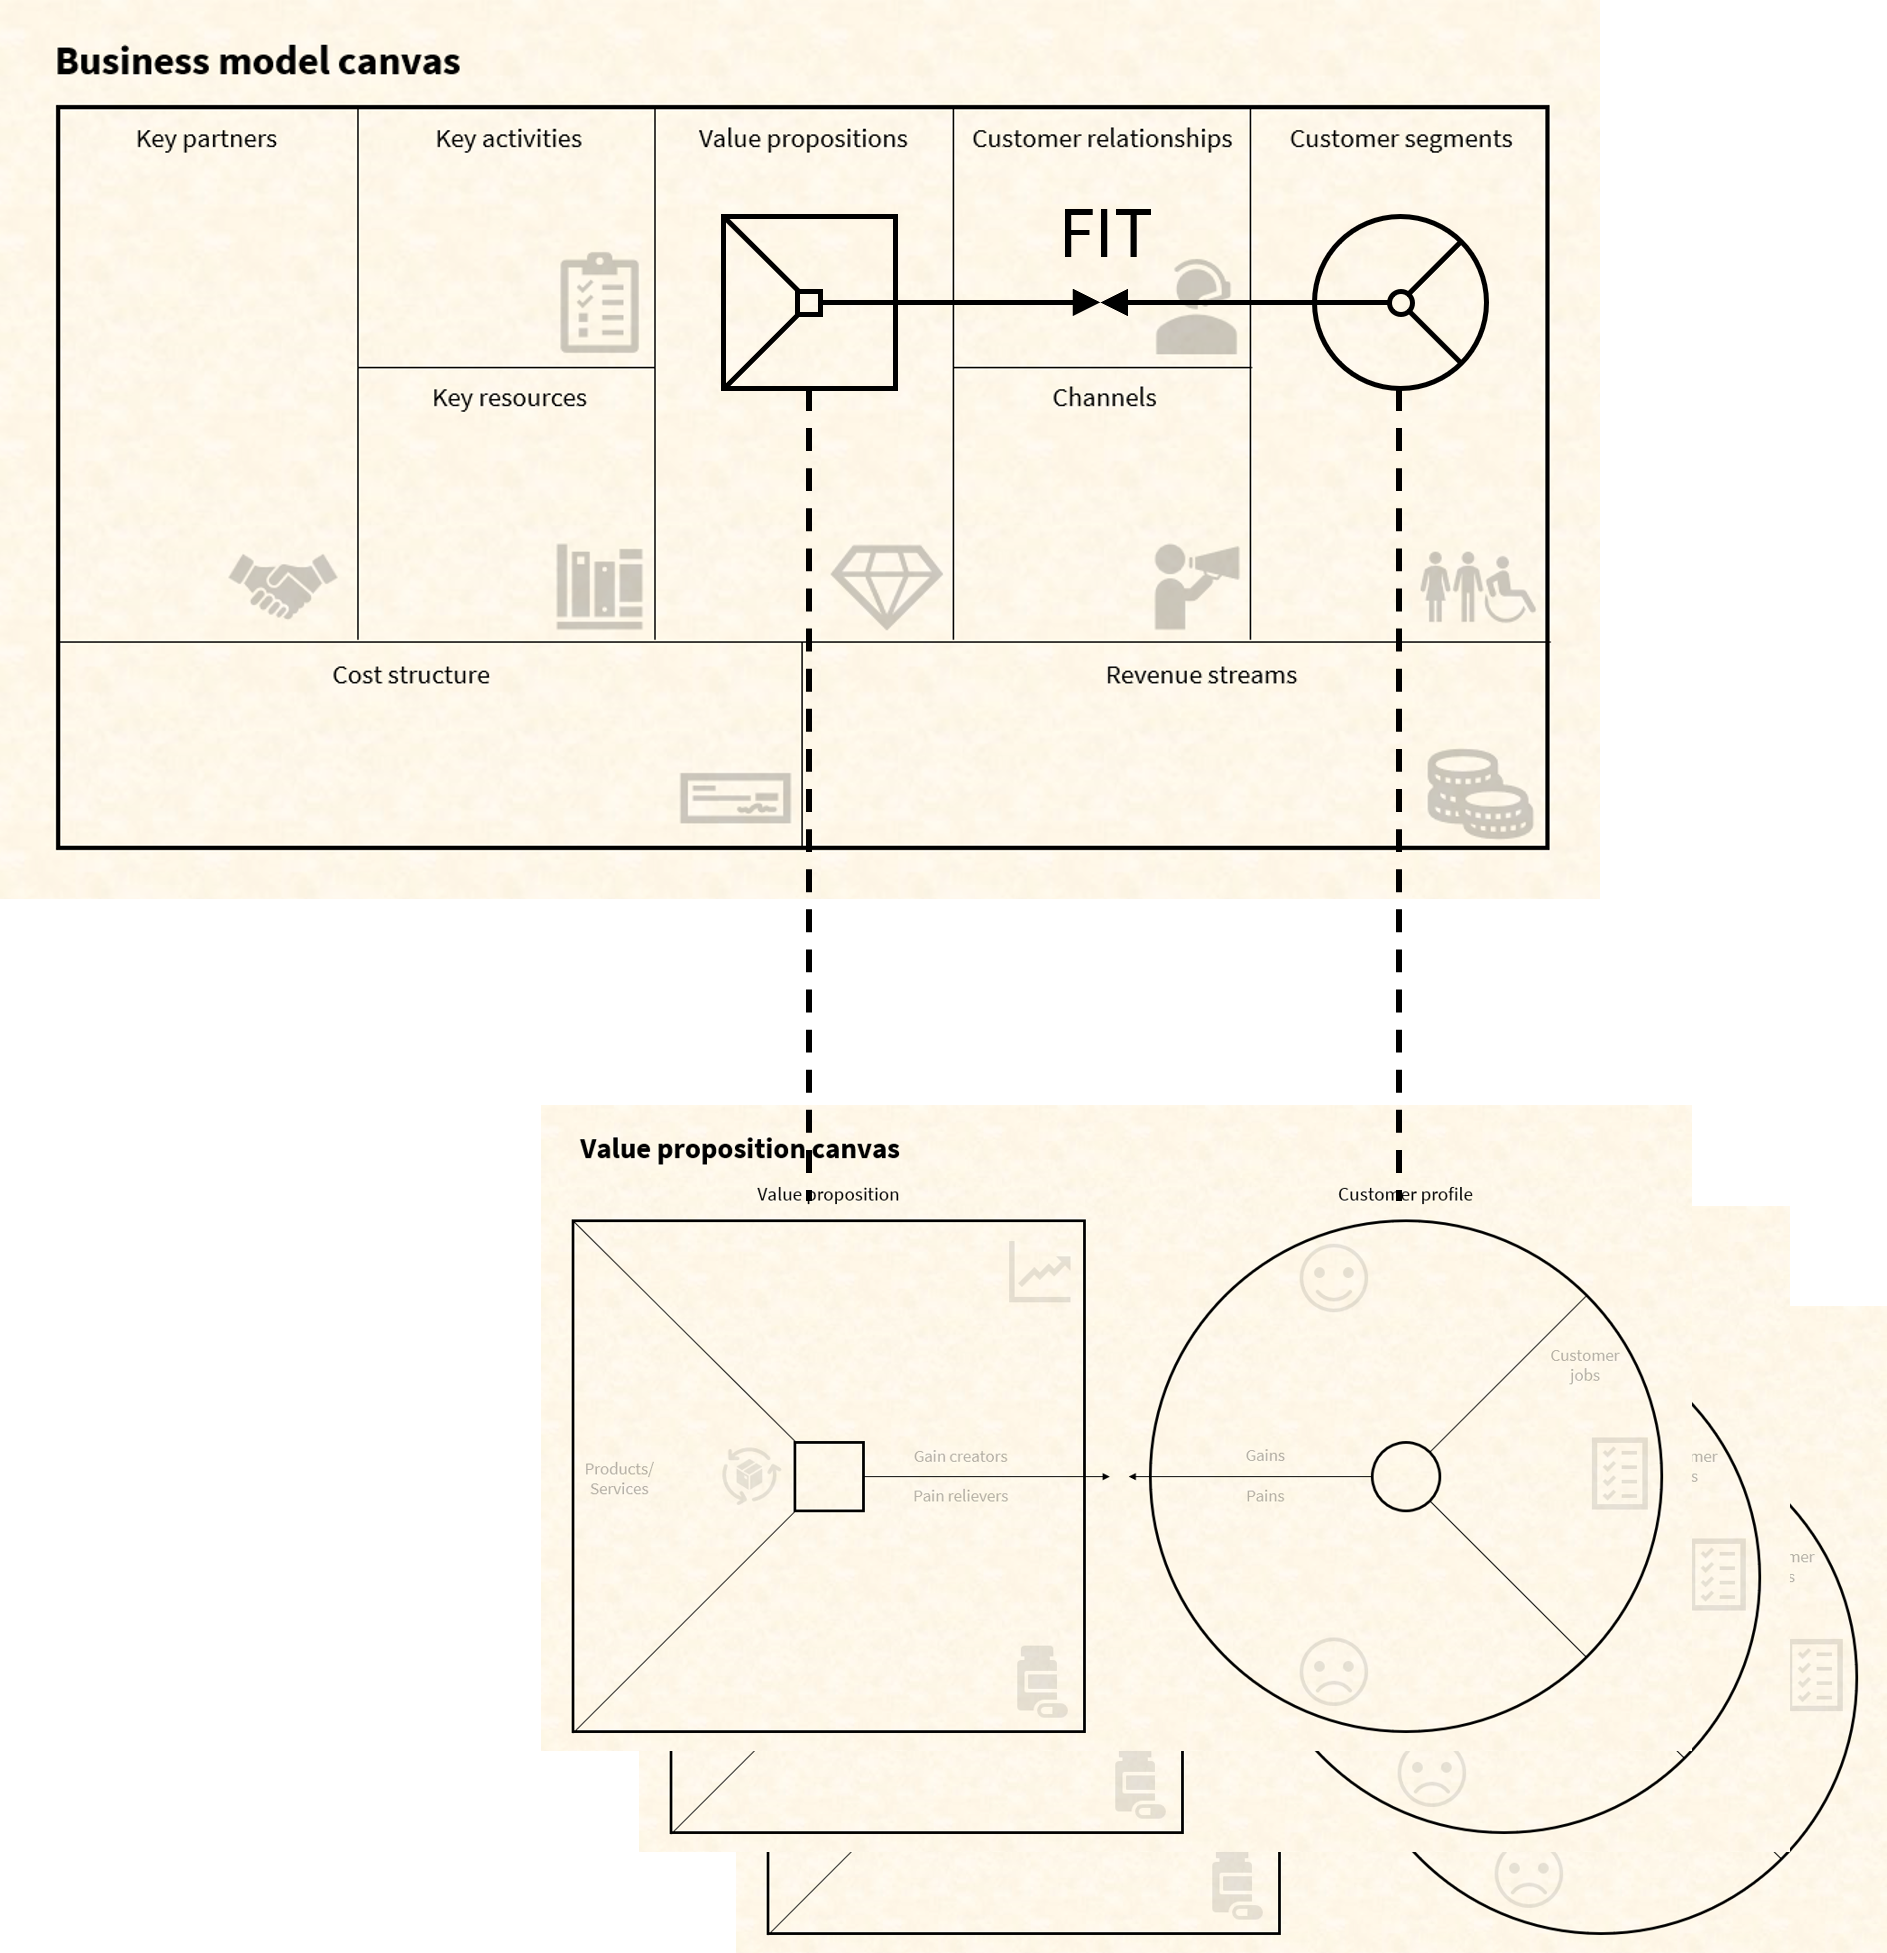 Business model canvas
Key partners
Key activities
Value propositions
Customer relationships
Customer segments
FIT
Key resources
Channels
Cost structure
Revenue streams
Value proposition canvas
Value proposition
Customer profile
Customer
jobs
Products/
Services
Gain creators
Pain relievers
Gains
Pains
mer
s
mer
s